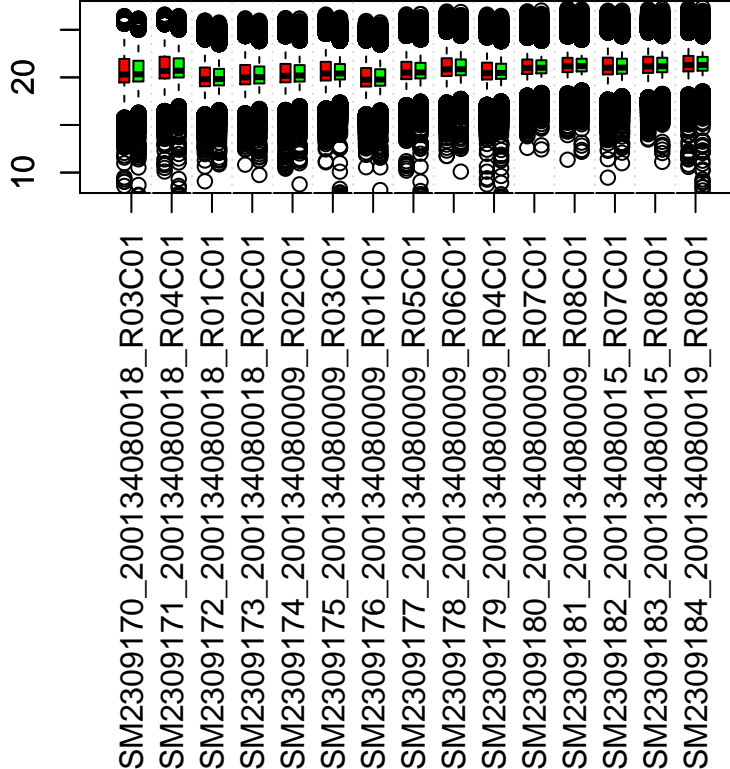 20
10
SM2309170_200134080018_R03C01
SM2309171_200134080018_R04C01
SM2309172_200134080018_R01C01
SM2309173_200134080018_R02C01
SM2309174_200134080009_R02C01
SM2309175_200134080009_R03C01
SM2309176_200134080009_R01C01
SM2309177_200134080009_R05C01
SM2309178_200134080009_R06C01
SM2309179_200134080009_R04C01
SM2309180_200134080009_R07C01
SM2309181_200134080009_R08C01
SM2309182_200134080015_R07C01
SM2309183_200134080015_R08C01
SM2309184_200134080019_R08C01